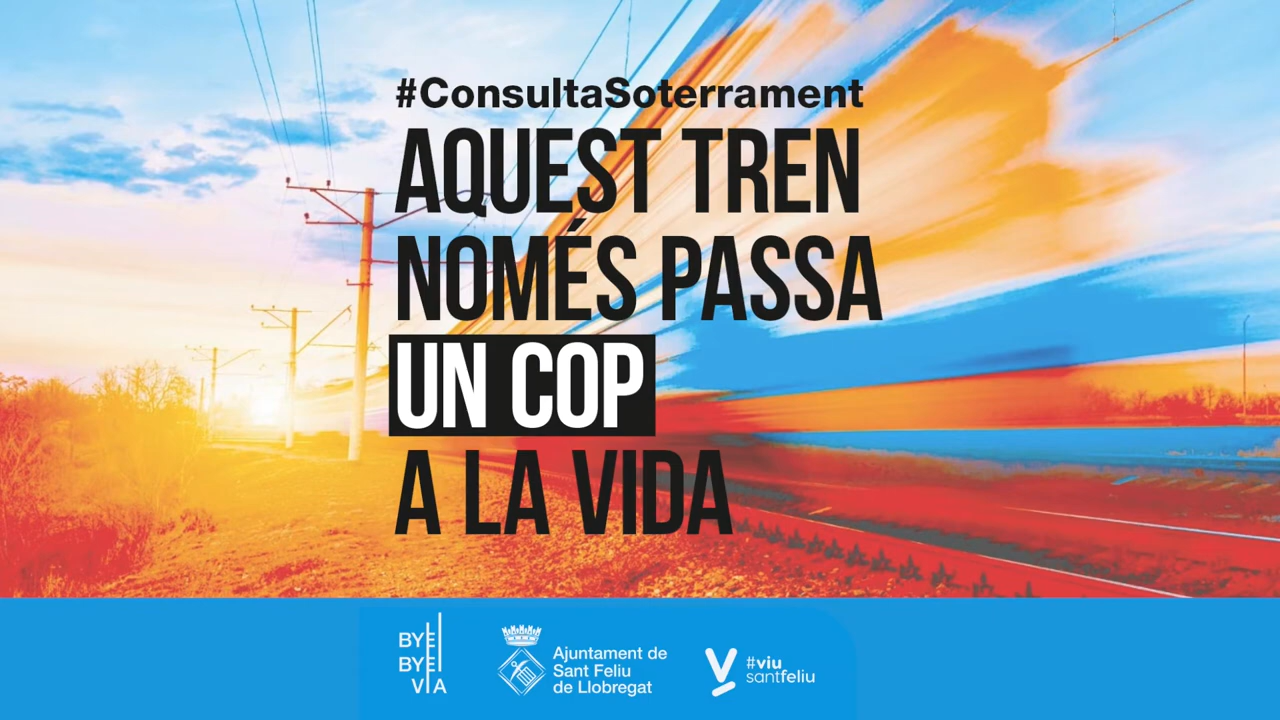 #ConsultaSoterrament
AQUEST TREN
NOMÉS PASSA
UN COP
A LA VIDA
BYE
BYE
VIA
Ajuntament de
Sant Feliu
de Llobregat
#viu
santfeliu